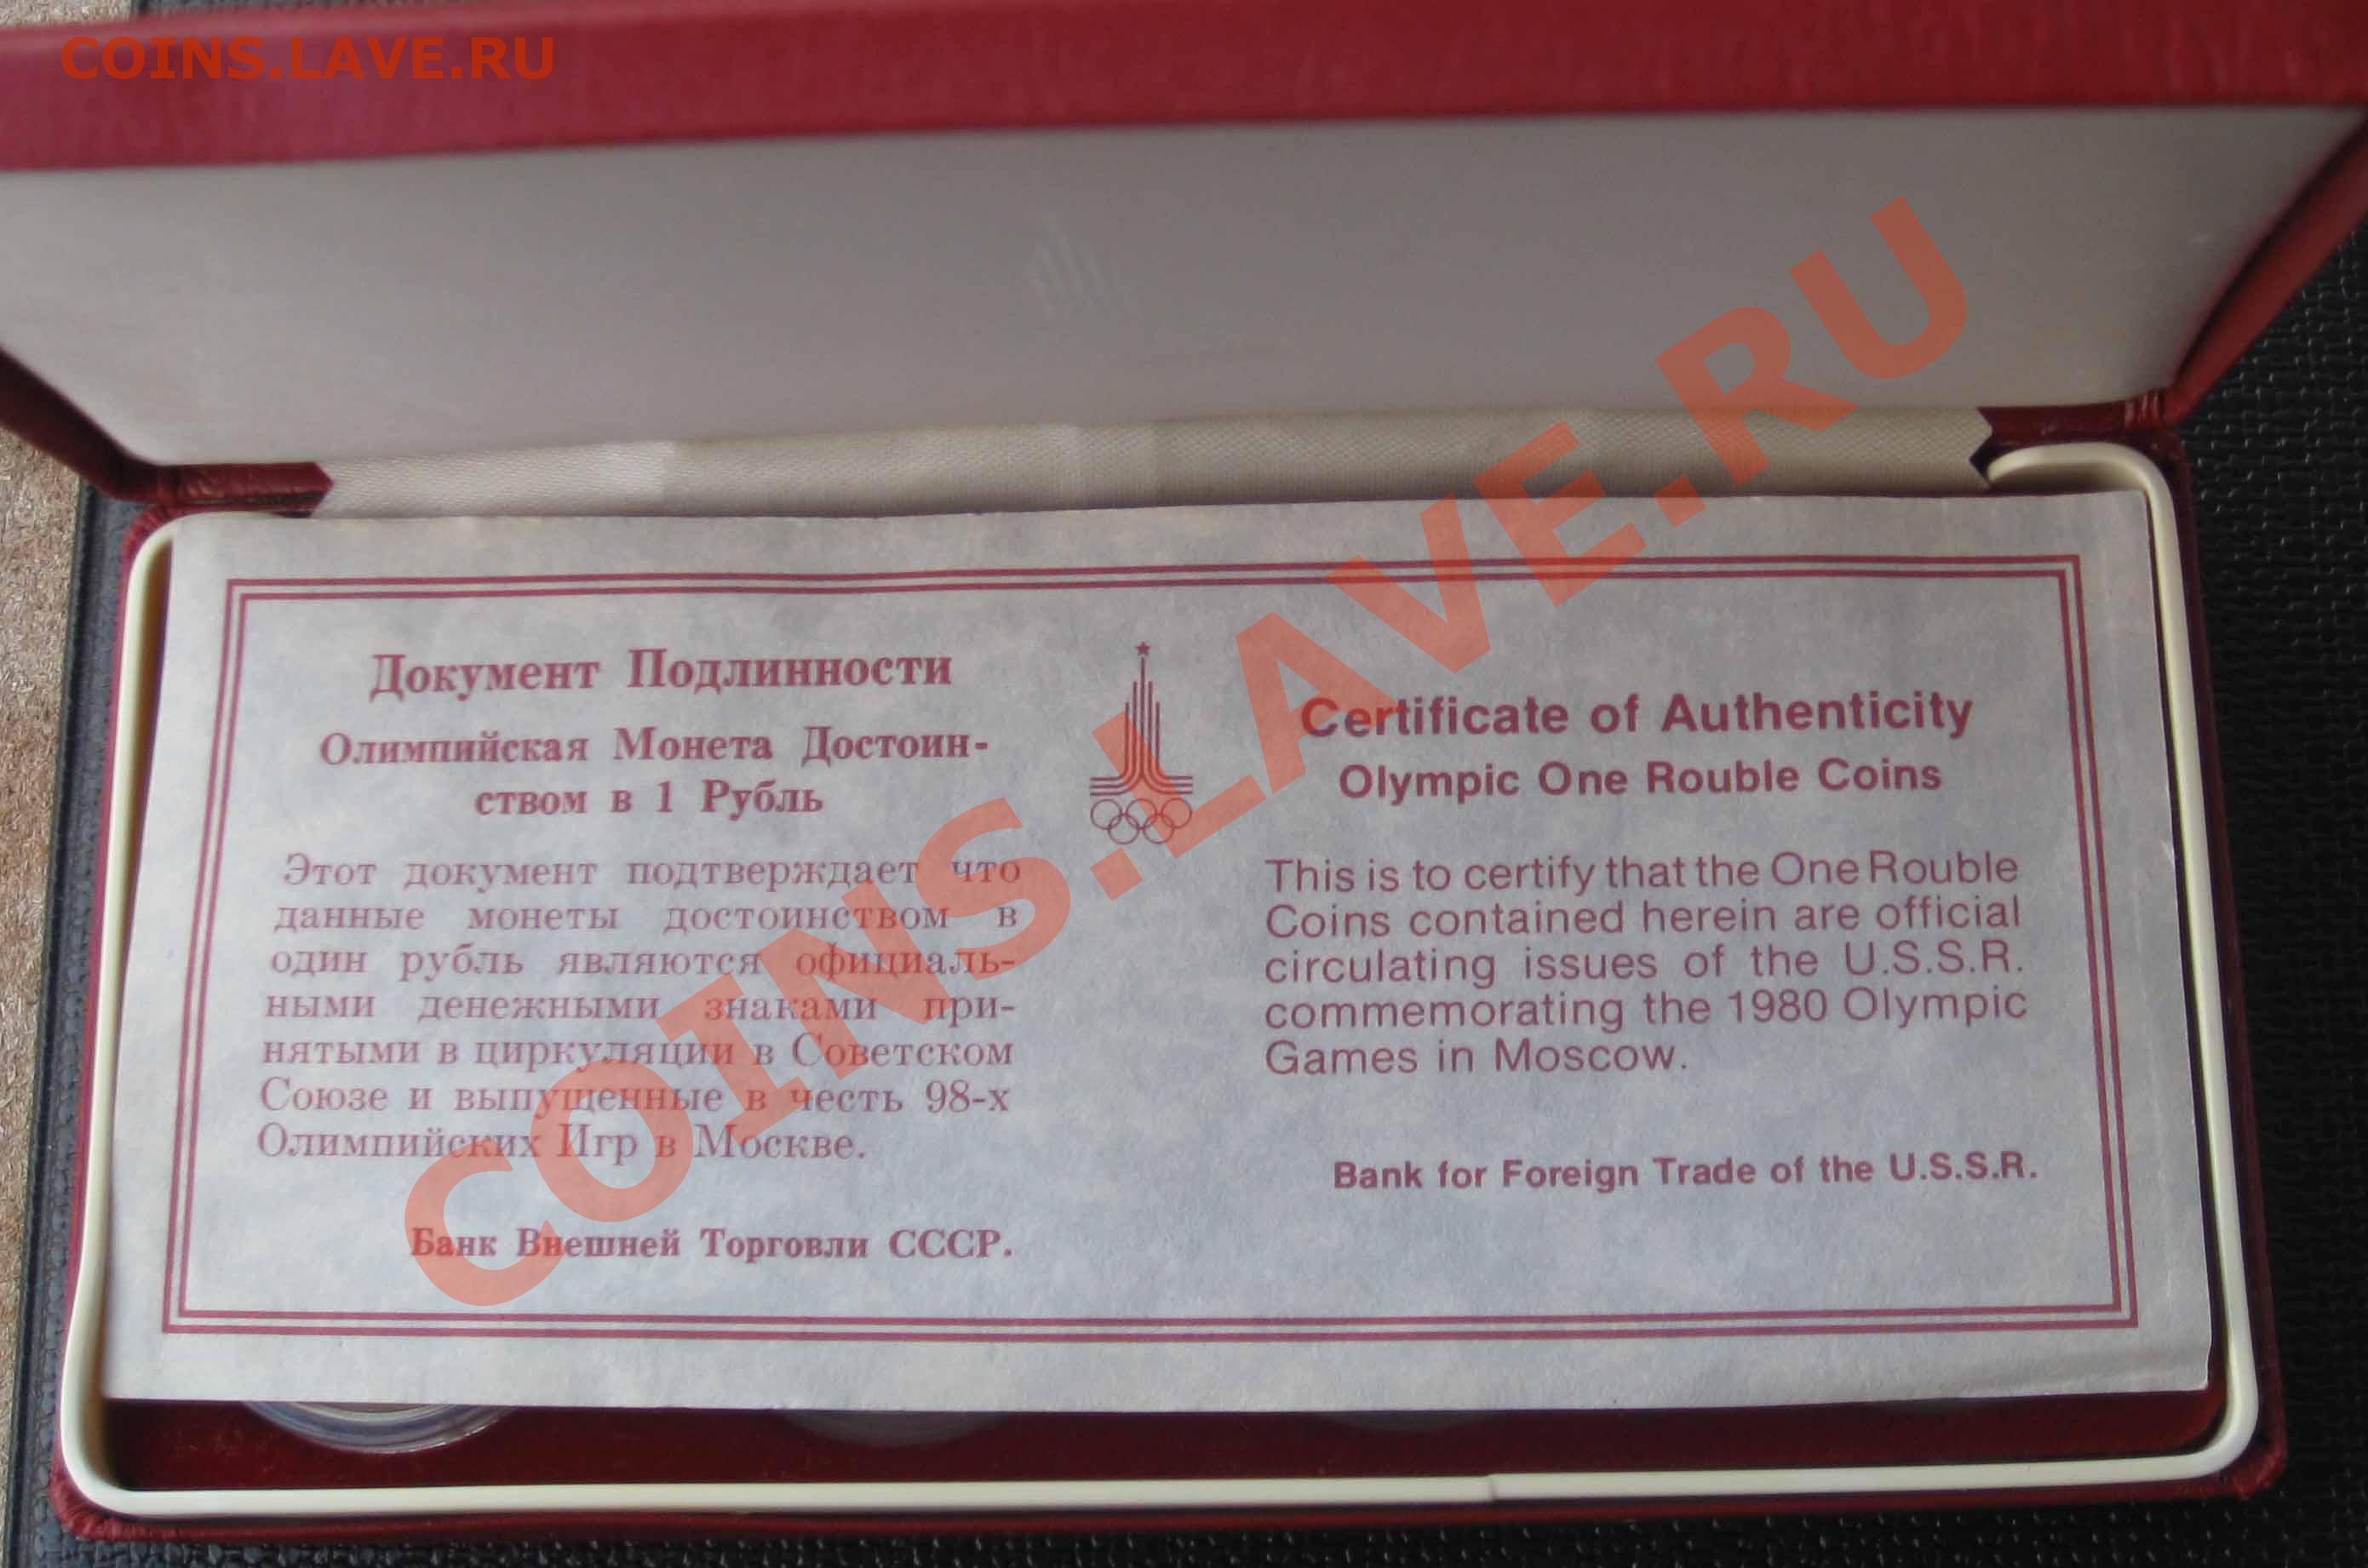 COINS.LAVE.RU
Документ Подлинности
Олимпийская Монета Достоин-
ством в 1 Рубль
Этот документ подтверждает что
данные монеты достоинством в
один рубль являются официаль-
ными денежными знаками при-
нятыми в циркуляции в Советском
Союзе и выпущенные в честь 98-х
Олимпийских Игр в Москве.
Банк Внешней Торговли СССР.
Certificate of Authenticity
Olympic One Rouble Coins
This is to certify that the One Rouble
Coins contained herein are official
circulating issues of the U.S.S.R.
commemorating the 1980 Olympic
Games in Moscow.
Bank for Foreign Trade of the U.S.S.R.
COINS.LAVE.RU